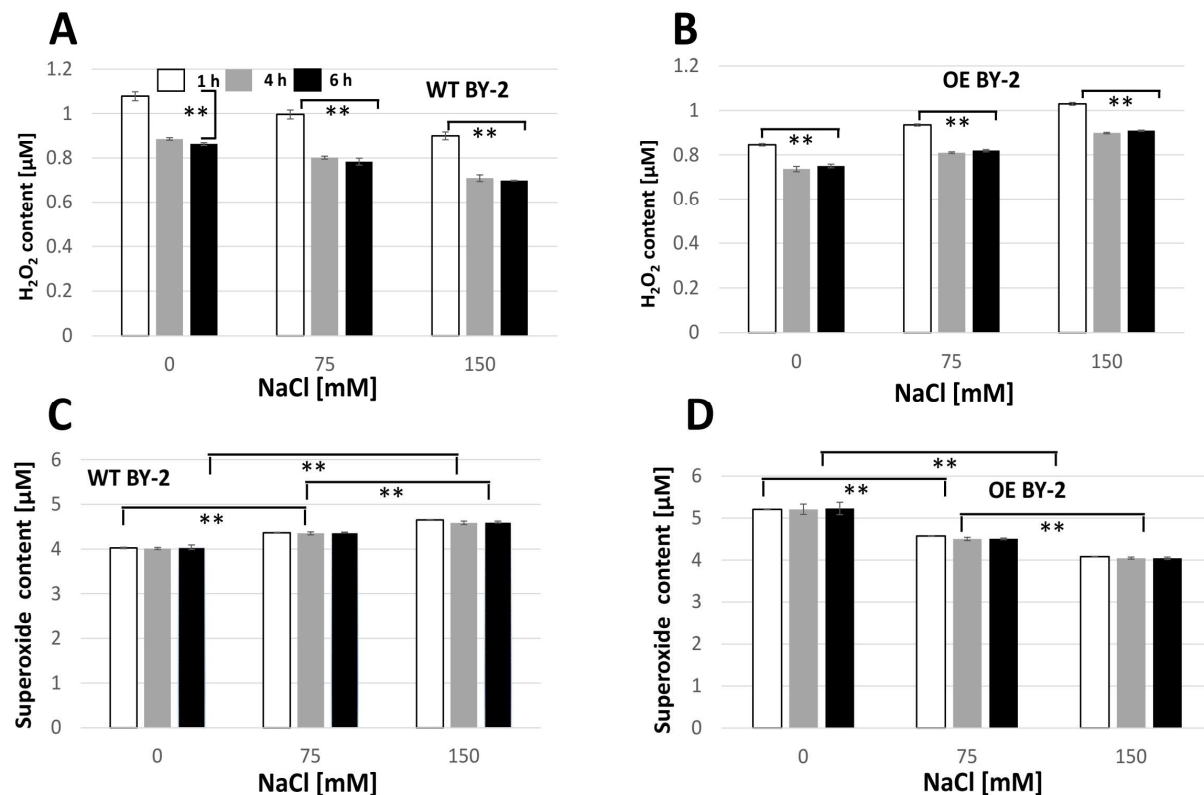 A
1.2
1
0.8
0.6
0.4
0.2
0
H₂O₂ content [µM]
1 h 4 h 6 h
WT BY-2
**
**
**
0 75 150
NaCl [mM]
B
1.2
1
0.8
0.6
0.4
0.2
0
H₂O₂ content [µM]
OE BY-2
**
**
**
0 75 150
NaCl [mM]
C
6
5
4
3
2
1
0
Superoxide content [µM]
WT BY-2
**
**
**
0 75 150
NaCl [mM]
D
6
5
4
3
2
1
0
Superoxide content [µM]
OE BY-2
**
**
**
0 75 150
NaCl [mM]